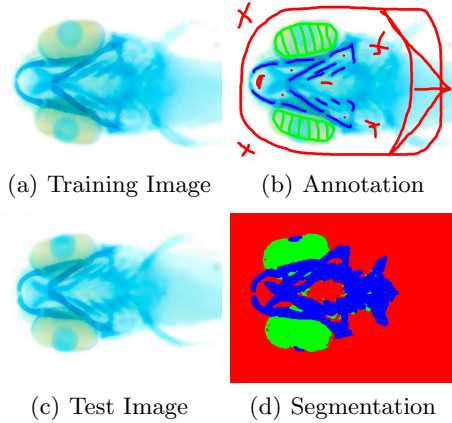 (a) Training Image
(b) Annotation
(c) Test Image
(d) Segmentation